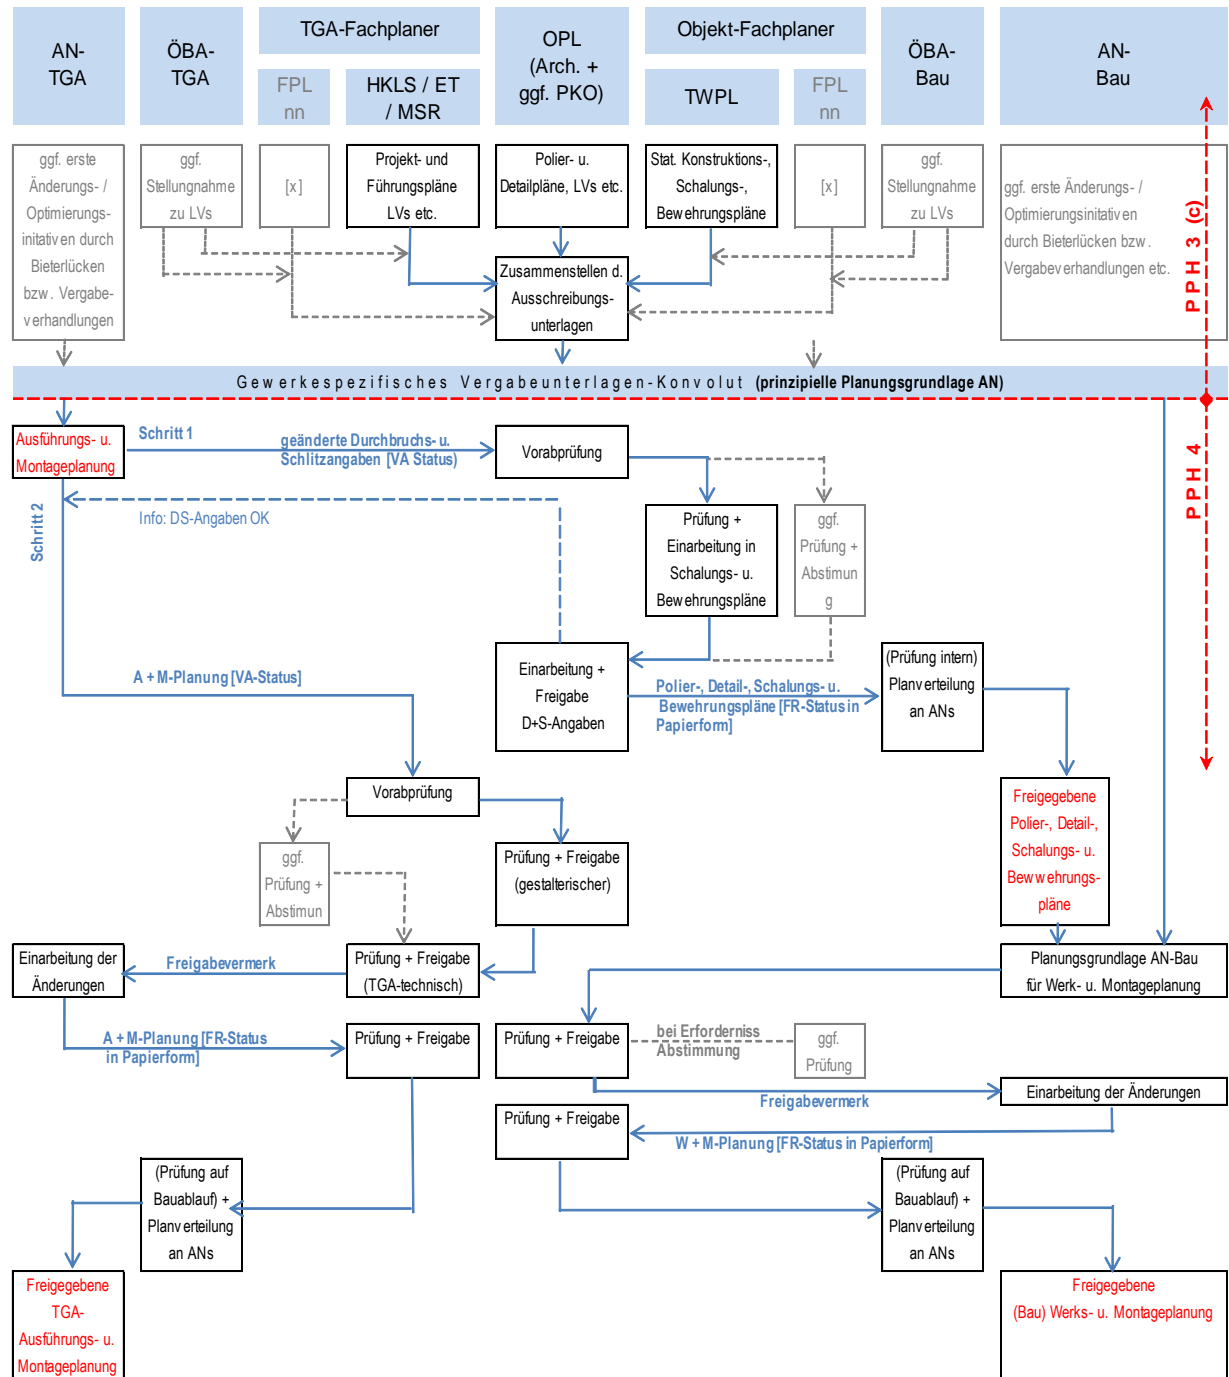 AN-
TGA
ÖBA-
TGA
TGA-Fachplaner
FPL
nn
HKLS / ET
/ MSR
OPL
(Arch. +
ggf. PKO)
Objekt-Fachplaner
TWPL
FPL
nn
ÖBA-
Bau
AN-
Bau
ggf. erste
Änderungs- /
Optimierungs-
initativen durch
Bieterlücken
bzw. Vergabe-
verhandlungen
ggf.
Stellungnahme
zu LVs
[x]
Projekt- und
Führungspläne
LVs etc.
Polier- u.
Detailpläne, LVs etc.
Stat. Konstruktions-,
Schalungs-,
Bewehrungspläne
[x]
ggf.
Stellungnahme
zu LVs
ggf. erste Änderungs- /
Optimierungsinitativen
durch Bieterlücken bzw.
Vergabeverhandlungen etc.
PPH 3 (c)
Zusammenstellen d.
Ausschreibungs-
unterlagen
Gewerkespezifisches Vergabeunterlagen-Konvolut (prinzipielle Planungsgrundlage AN)
PPH 4
Ausführungs- u.
Montageplanung
Schritt 1
geänderte Durchbruchs- u.
Schlitzangaben [VA Status)
Vorabprüfung
Schritt 2
Info: DS-Angaben OK
Prüfung +
Einarbeitung in
Schalungs- u.
Bewehrungspläne
ggf.
Prüfung +
Abstimun
g
A + M-Planung [VA-Status]
Einarbeitung +
Freigabe
D+S-Angaben
Polier-, Detail-, Schalungs- u.
Bewehrungspläne [FR-Status in
Papierform]
(Prüfung intern)
Planverteilung
an ANs
Vorabprüfung
Freigegebene
Polier-, Detail-,
Schalungs- u.
Bewwehrungs-
pläne
ggf.
Prüfung +
Abstimun
Prüfung + Freigabe
(gestalterischer)
Einarbeitung der
Änderungen
Freigabevermerk
Prüfung + Freigabe
(TGA-technisch)
Planungsgrundlage AN-Bau
für Werk- u. Montageplanung
A + M-Planung [FR-Status
in Papierform]
Prüfung + Freigabe
Prüfung + Freigabe
bei Erforderniss
Abstimmung
ggf.
Prüfung
Freigabevermerk
Einarbeitung der Änderungen
Prüfung + Freigabe
W + M-Planung [FR-Status in Papierform]
(Prüfung auf
Bauablauf) +
Planverteilung
an ANs
(Prüfung auf
Bauablauf) +
Planverteilung
an ANs
Freigegebene
TGA-
Ausführungs- u.
Montageplanung
Freigegebene
(Bau) Werks- u. Montageplanung